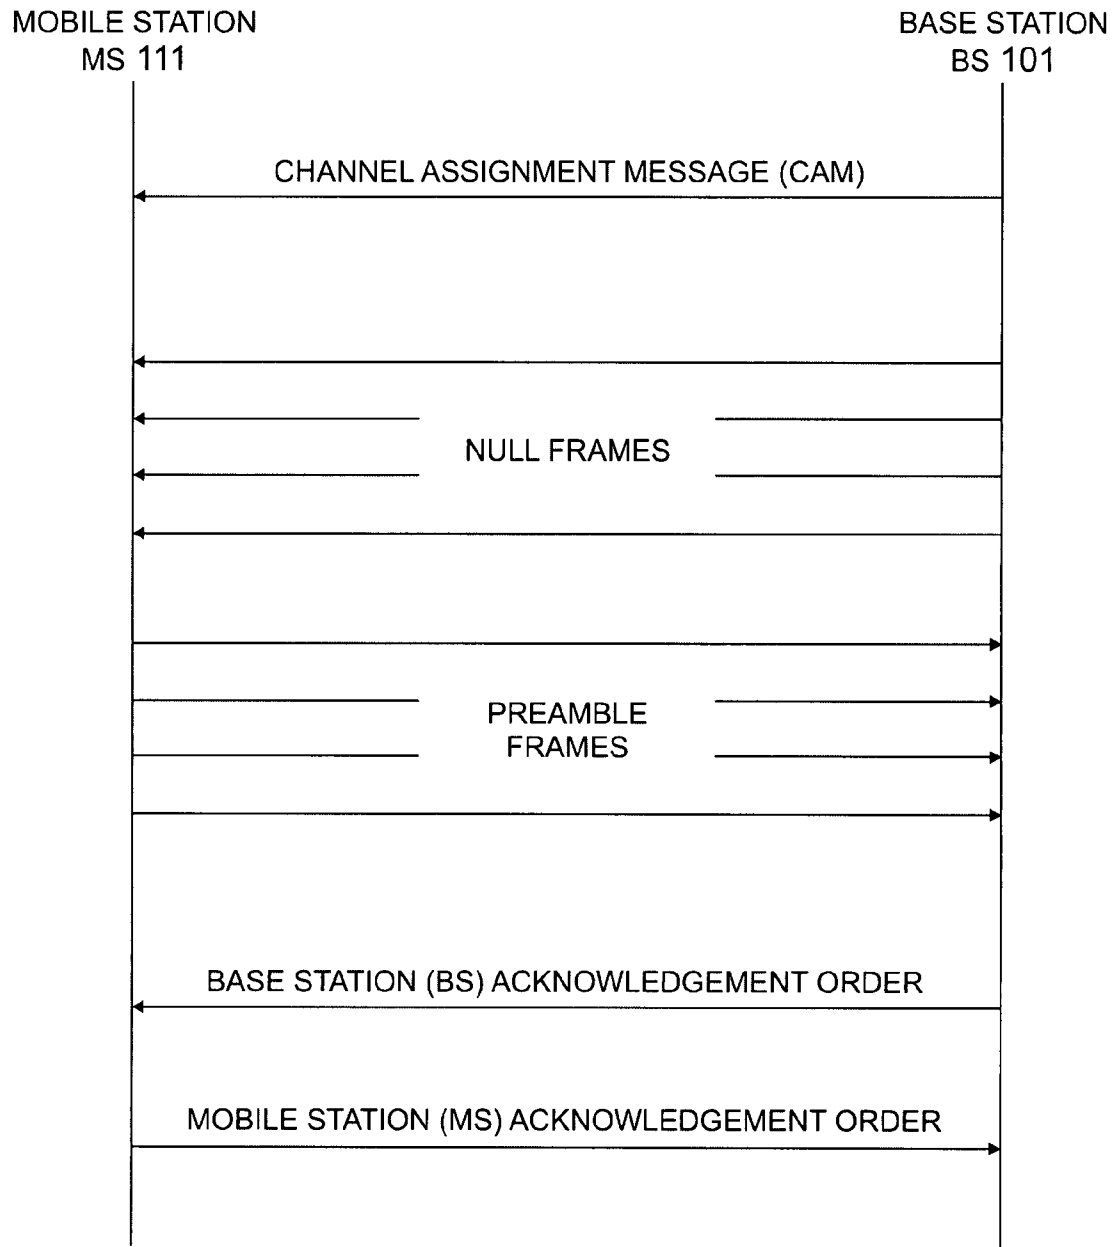 MOBILE STATION
MS 111
BASE STATION
BS 101
CHANNEL ASSIGNMENT MESSAGE (CAM)
NULL FRAMES
PREAMBLE
FRAMES
BASE STATION (BS) ACKNOWLEDGEMENT ORDER
MOBILE STATION (MS) ACKNOWLEDGEMENT ORDER